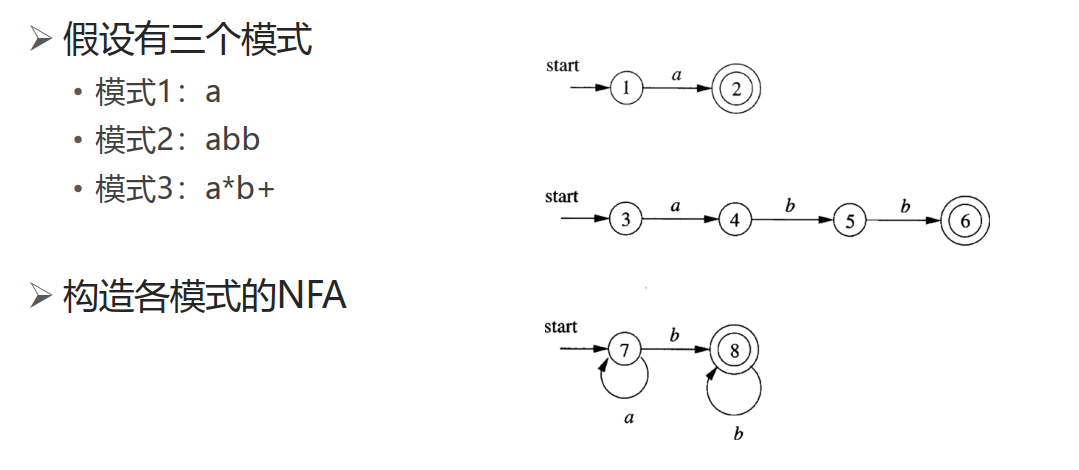 ➢ 假设有三个模式
• 模式1：a
• 模式2：abb
• 模式3：a*b+
➢ 构造各模式的NFA
start
1 a 2
start
3 a 4 b 5 b 6
start
7 b 8
a
b